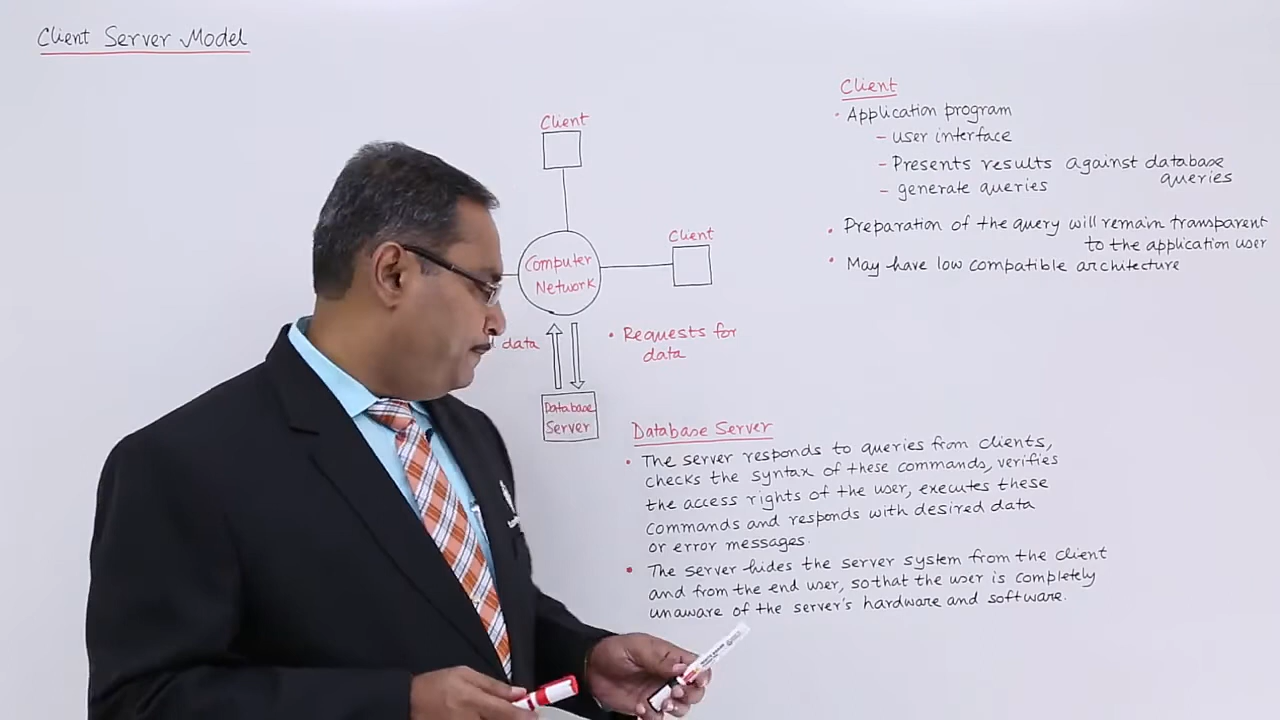 Client Server Model
Client
Client
Computer
Network
data
• Requests for
data
Database
Server
Client
• Application program
- user interface
- Presents results against database
queries
- generate queries
• Preparation of the query will remain transparent
to the application user
• May have low compatible architecture
Database Server
• The server responds to queries from clients,
checks the syntax of these commands, verifies
the access rights of the user, executes these
commands and responds with desired data
or error messages.
• The server hides the server system from the client
and from the end user, so that the user is completely
unaware of the server's hardware and software.